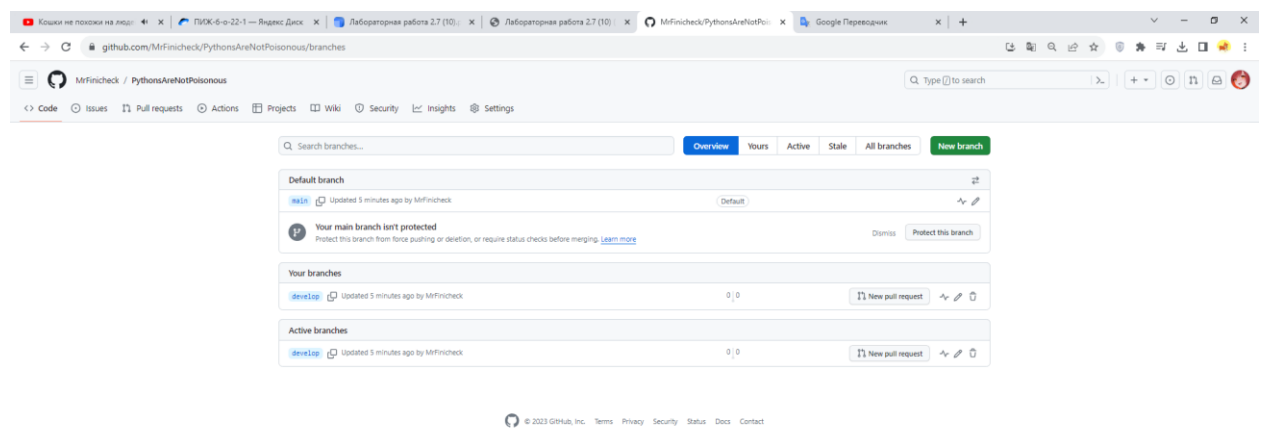 Кошки не похожи на люде
ПИЖ-б-о-22-1 — Яндекс Диск
Лабораторная работа 2.7 (10)
Лабораторная работа 2.7 (10)
MrFinicheck/PythonsAreNotPois
Google Переводчик
github.com/MrFinicheck/PythonsAreNotPoisonous/branches
MrFinicheck / PythonsAreNotPoisonous
Type / to search
Code Issues Pull requests Actions Projects Wiki Security Insights Settings
Search branches...
Overview Yours Active Stale All branches New branch
Default branch
main Updated 5 minutes ago by MrFinicheck Default
Your main branch isn't protected
Protect this branch from force pushing or deletion, or require status checks before merging. Learn more
Dismiss Protect this branch
Your branches
develop Updated 5 minutes ago by MrFinicheck 0 0 New pull request
Active branches
develop Updated 5 minutes ago by MrFinicheck 0 0 New pull request
© 2023 GitHub, Inc. Terms Privacy Security Status Docs Contact